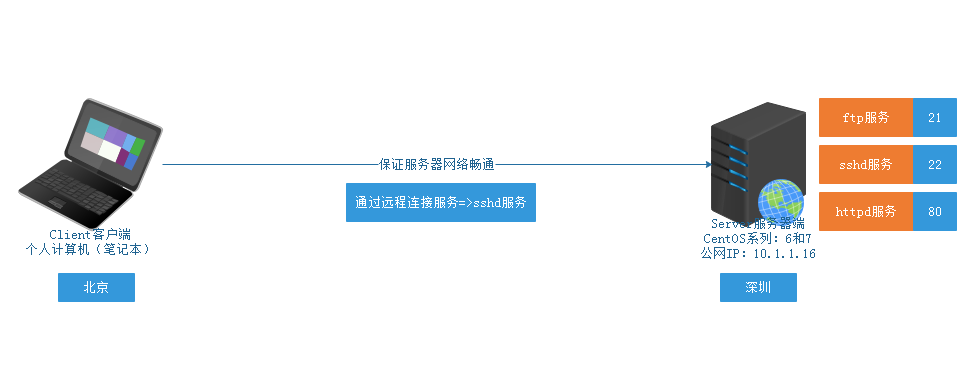 保证服务器网络畅通
通过远程连接服务=>sshd服务
Client客户端
个人计算机（笔记本）
北京
ftp服务 21
sshd服务 22
httpd服务 80
Server服务器端
CentOS系列：6和7
公网IP：10.1.1.16
深圳